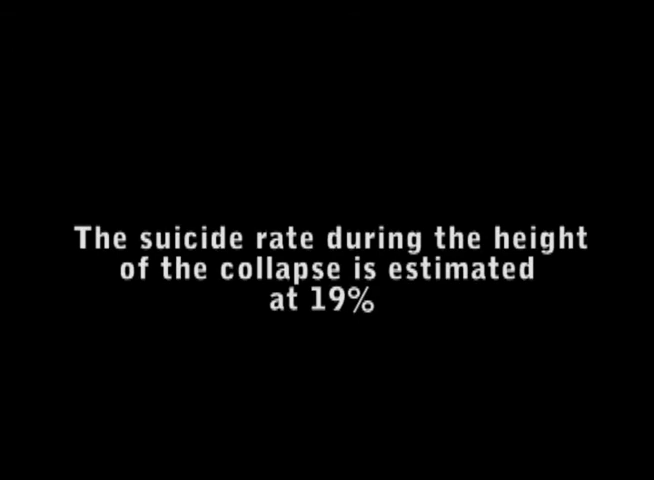 The suicide rate during the height
of the collapse is estimated
at 19%